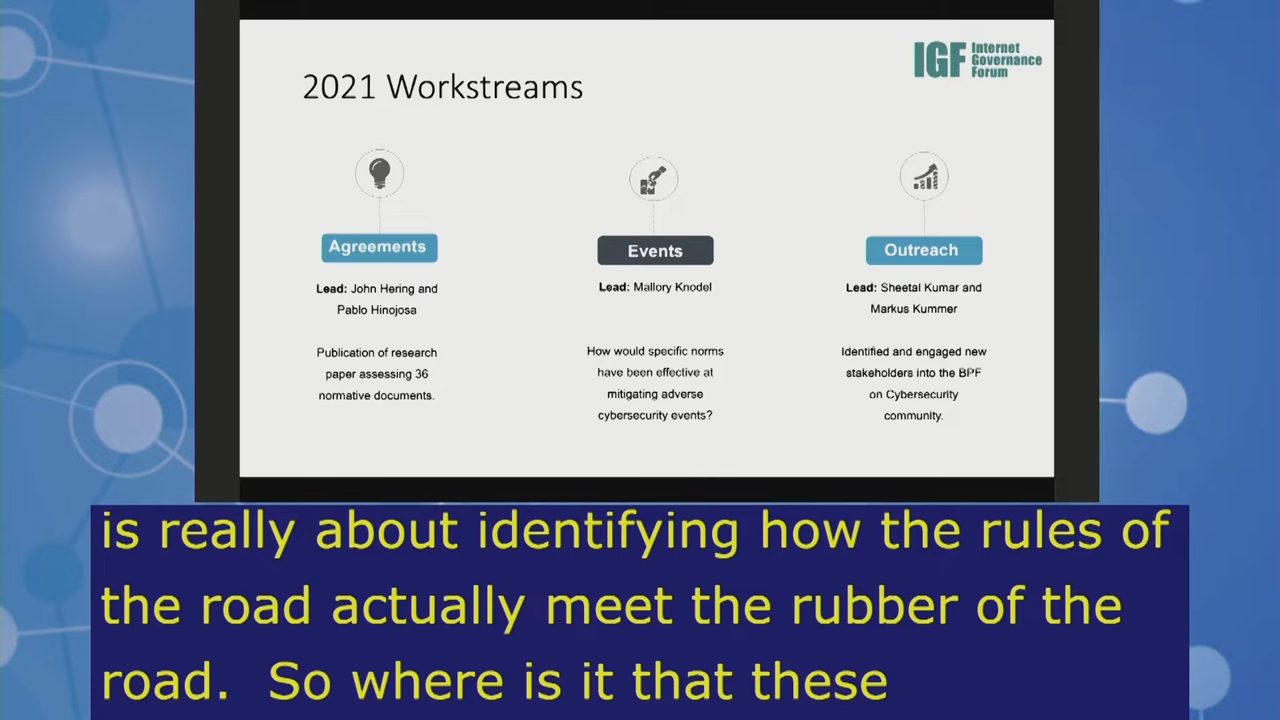 IGF Internet
Governance
Forum
2021 Workstreams
Agreements
Lead: John Hering and
Pablo Hinojosa
Publication of research
paper assessing 36
normative documents.
Events
Lead: Mallory Knodel
How would specific norms
have been effective at
mitigating adverse
cybersecurity events?
Outreach
Lead: Sheetal Kumar and
Markus Kummer
Identified and engaged new
stakeholders into the BPF
on Cybersecurity
community.
is really about identifying how the rules of
the road actually meet the rubber of the
road.  So where is it that these